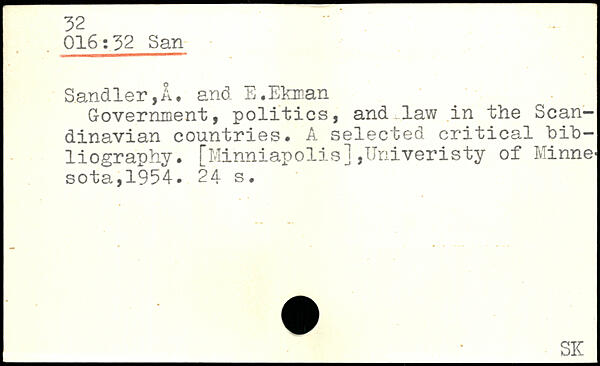 32
016:32 San
Sandler,Å. and E.Ekman
Government, politics, and law in the Scan-
dinavian countries. A selected critical bib-
liography. [Minniapolis],Univeristy of Minne-
sota,1954. 24 s.
SK